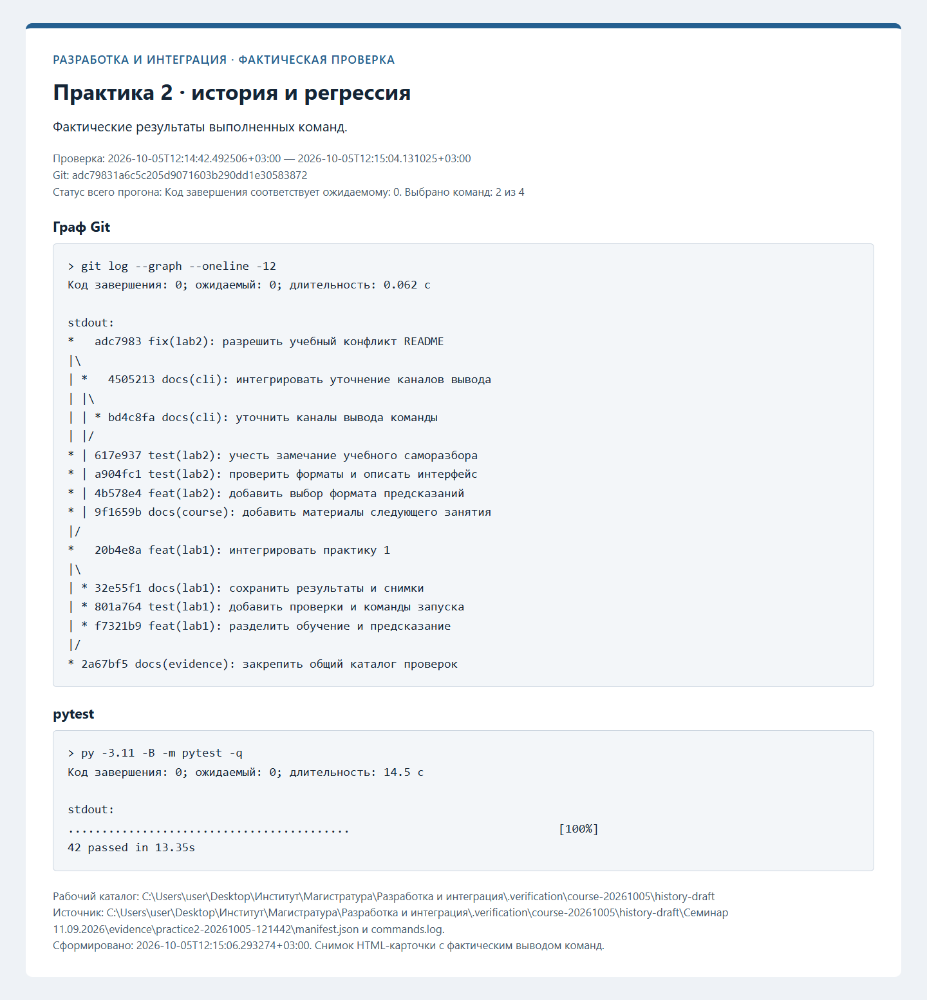 РАЗРАБОТКА И ИНТЕГРАЦИЯ · ФАКТИЧЕСКАЯ ПРОВЕРКА
Практика 2 · история и регрессия
Фактические результаты выполненных команд.
Проверка: 2026-10-05T12:14:42.492506+03:00 — 2026-10-05T12:15:04.131025+03:00
Git: adc79831a6c5c205d9071603b290dd1e30583872
Статус всего прогона: Код завершения соответствует ожидаемому: 0. Выбрано команд: 2 из 4
Граф Git
> git log --graph --oneline -12
Код завершения: 0; ожидаемый: 0; длительность: 0.062 с
stdout:
*   adc7983 fix(lab2): разрешить учебный конфликт README
|\
| *   4505213 docs(cli): интегрировать уточнение каналов вывода
| |\
| | * bd4c8fa docs(cli): уточнить каналы вывода команды
| |/
* | 617e937 test(lab2): учесть замечание учебного саморазбора
* | a904fc1 test(lab2): проверить форматы и описать интерфейс
* | 4b578e4 feat(lab2): добавить выбор формата предсказаний
* | 9f1659b docs(course): добавить материалы следующего занятия
|/
*   20b4e8a feat(lab1): интегрировать практику 1
|\
| * 32e55f1 docs(lab1): сохранить результаты и снимки
| * 801a764 test(lab1): добавить проверки и команды запуска
| * f7321b9 feat(lab1): разделить обучение и предсказание
|/
* 2a67bf5 docs(evidence): закрепить общий каталог проверок
pytest
> py -3.11 -B -m pytest -q
Код завершения: 0; ожидаемый: 0; длительность: 14.5 с
stdout:
..........................................                               [100%]
42 passed in 13.35s
Рабочий каталог: C:\Users\user\Desktop\Институт\Магистратура\Разработка и интеграция\.verification\course-20261005\history-draft
Источник: C:\Users\user\Desktop\Институт\Магистратура\Разработка и интеграция\.verification\course-20261005\history-draft\Семинар
11.09.2026\evidence\practice2-20261005-121442\manifest.json и commands.log.
Сформировано: 2026-10-05T12:15:06.293274+03:00. Снимок HTML-карточки с фактическим выводом команд.